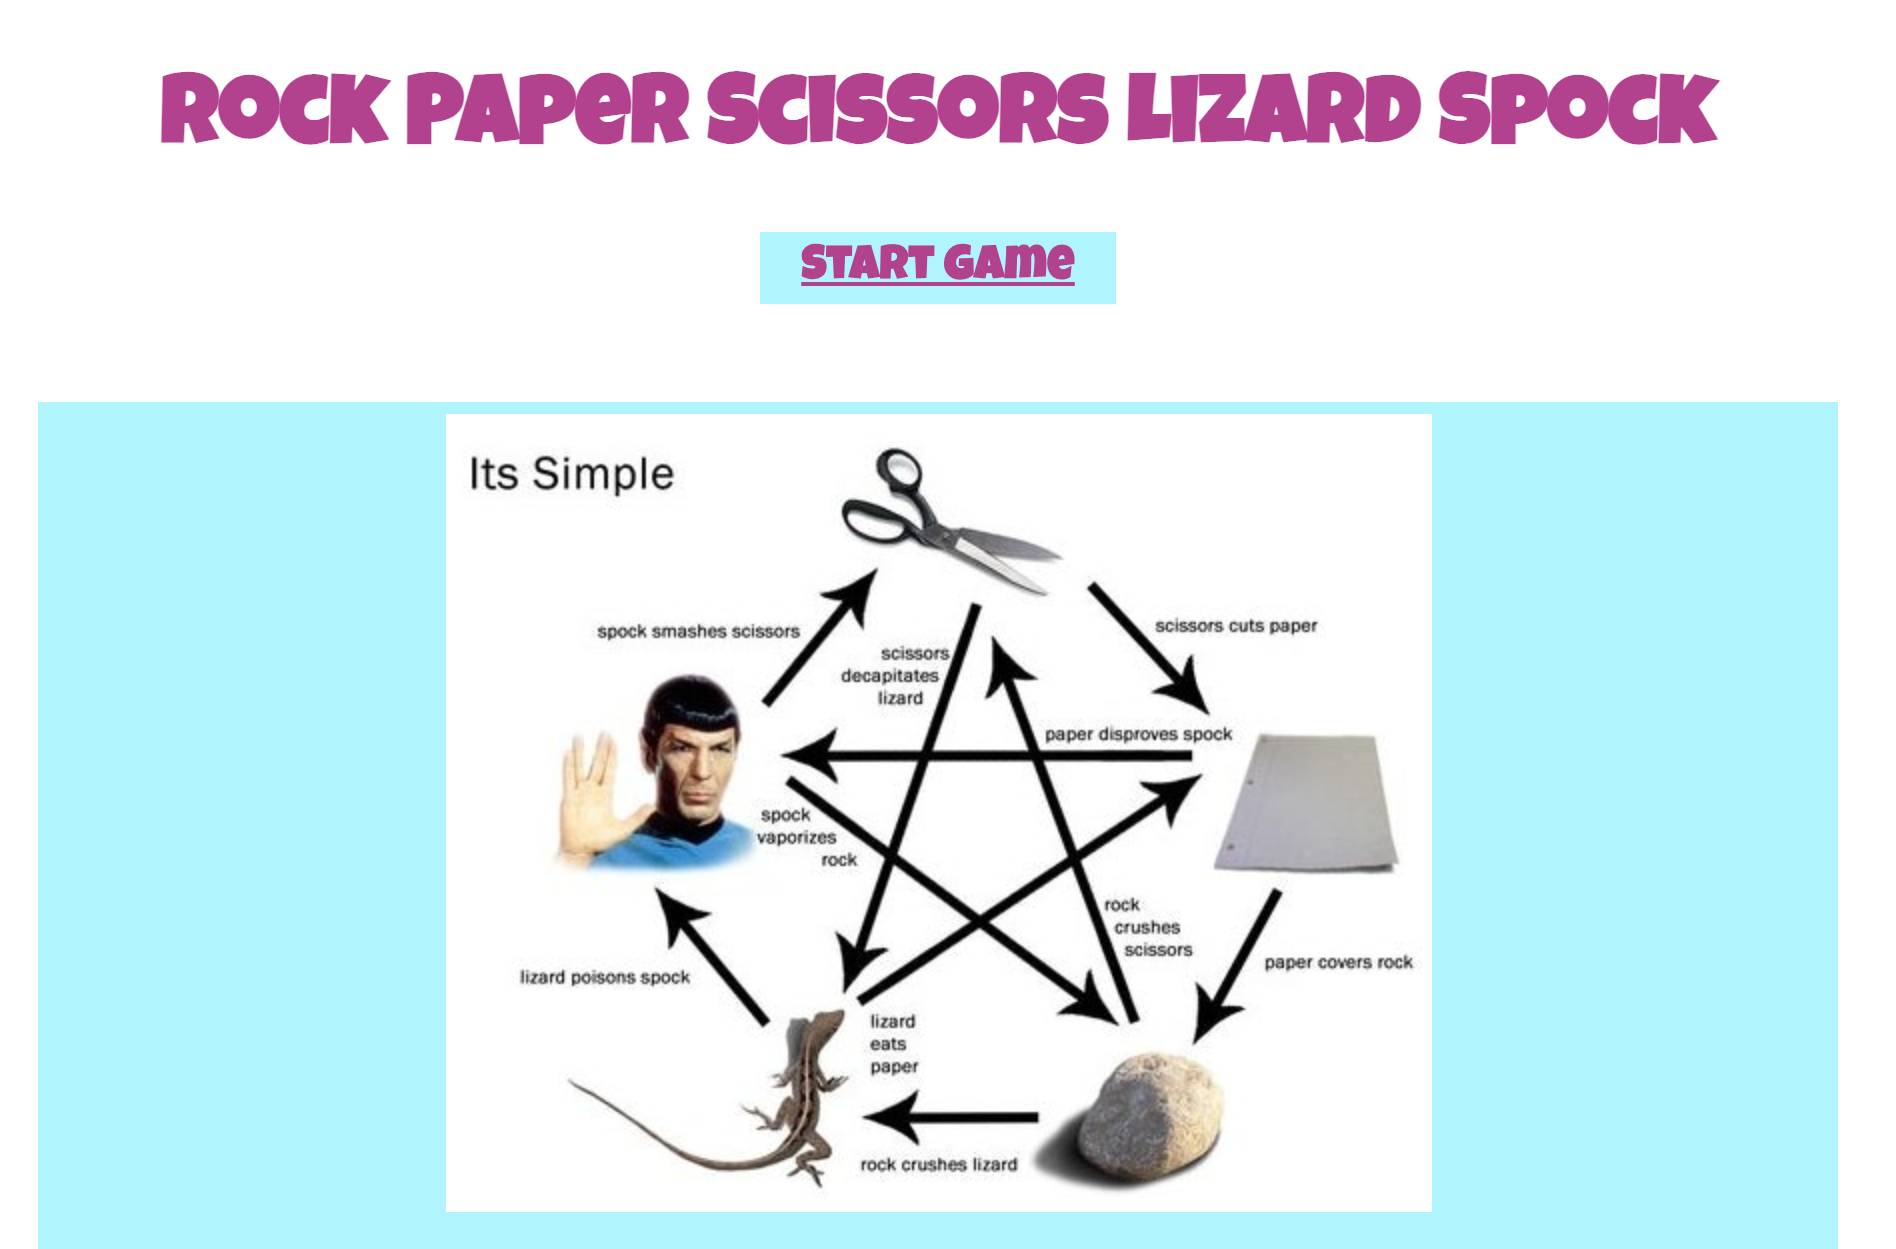 ROCK PAPER SCISSORS LIZARD SPOCK
START GAME
Its Simple
spock smashes scissors
scissors cuts paper
scissors
decapitates
lizard
paper disproves spock
spock
vaporizes
rock
rock
crushes
scissors
paper covers rock
lizard poisons spock
lizard
eats
paper
rock crushes lizard